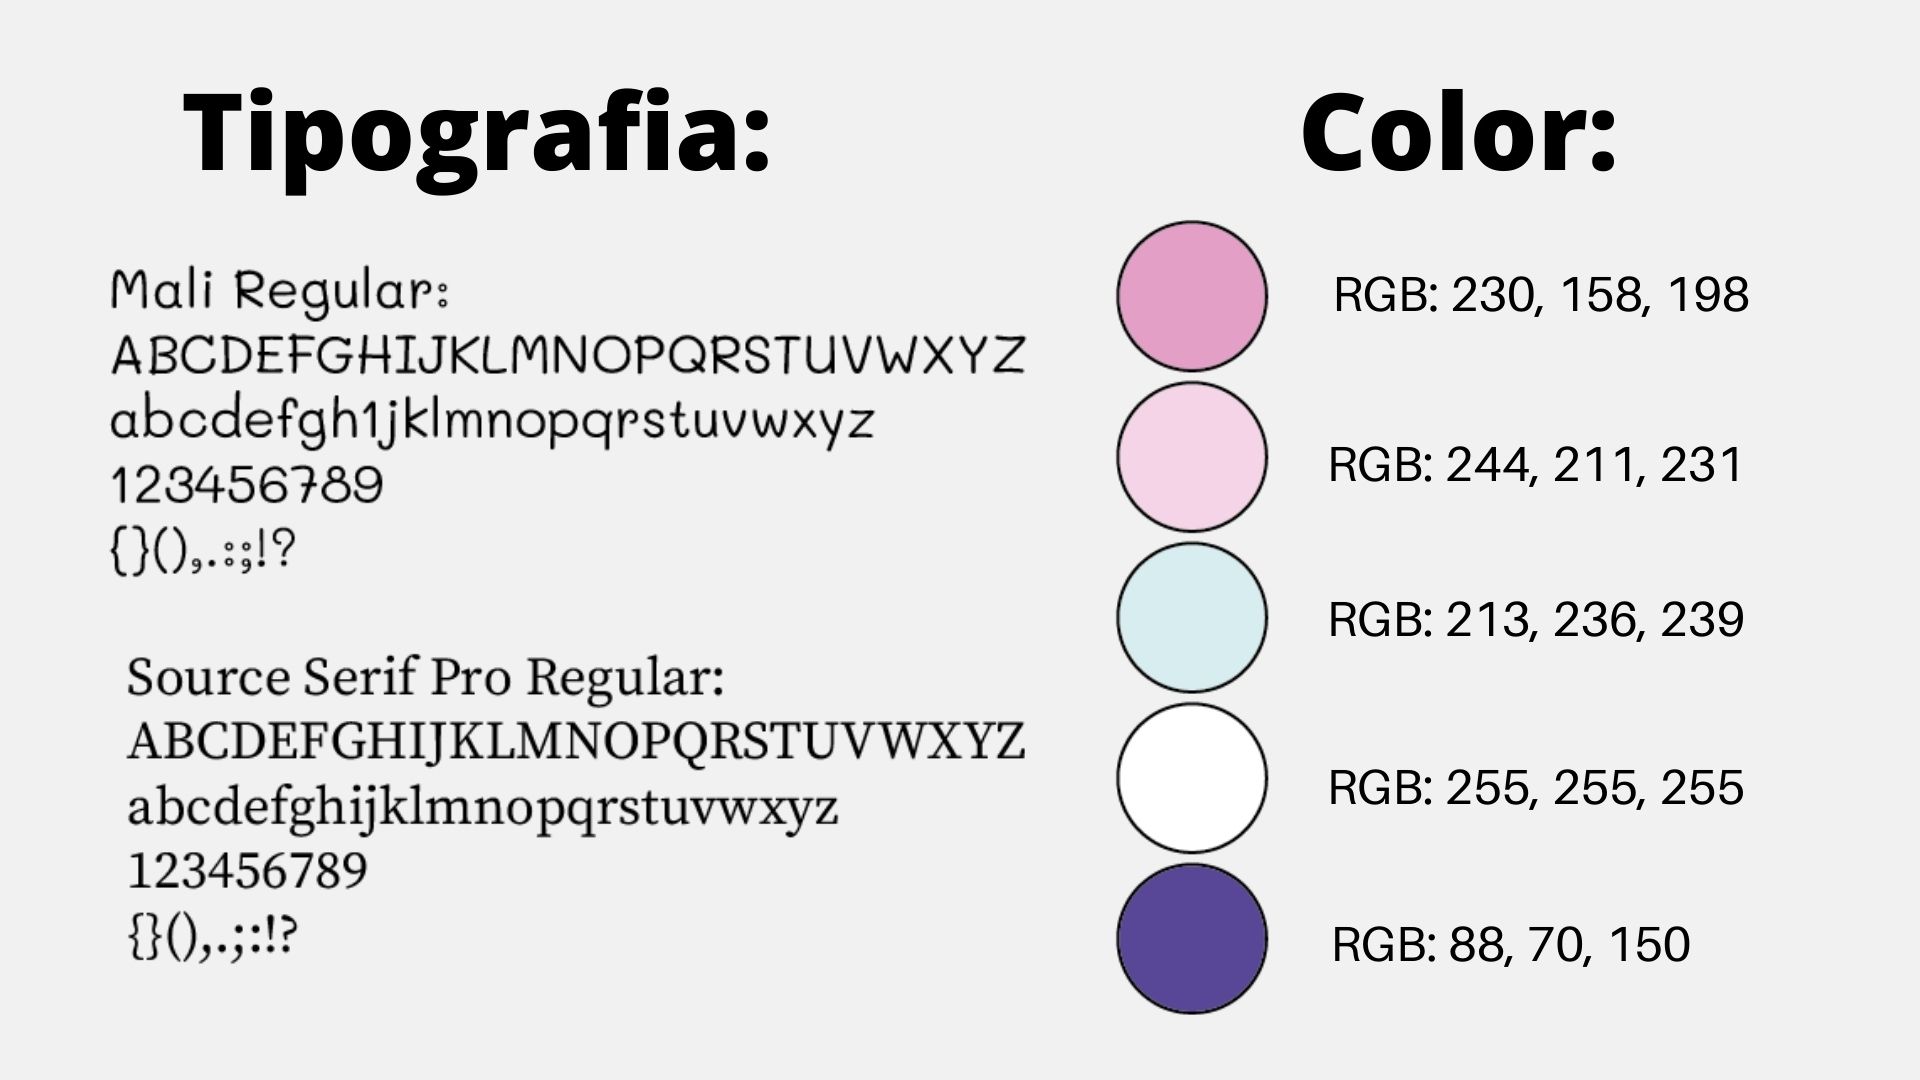 Tipografia:
Mali Regular:
ABCDEFGHIJKLMNOPQRSTUVWXYZ
abcdefgh1jklmnopqrstuvwxyz
123456789
{}(),.:;!?
Source Serif Pro Regular:
ABCDEFGHIJKLMNOPQRSTUVWXYZ
abcdefghijklmnopqrstuvwxyz
123456789
{}(),.;:!?
Color:
RGB: 230, 158, 198
RGB: 244, 211, 231
RGB: 213, 236, 239
RGB: 255, 255, 255
RGB: 88, 70, 150